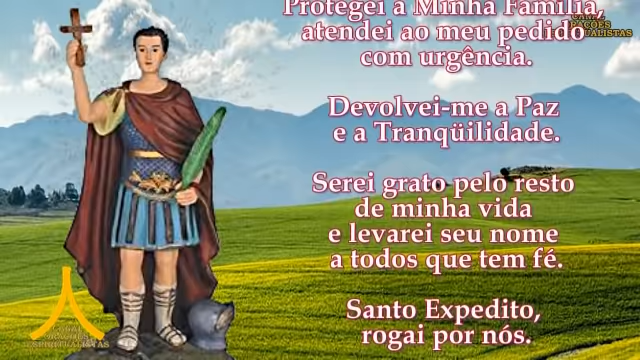 Protegei a Minha Família,
atendei ao meu pedido
com urgência.
Devolvei-me a Paz
e a Tranqüilidade.
Serei grato pelo resto
de minha vida
e levarei seu nome
a todos que tem fé.
Santo Expedito,
rogai por nós.